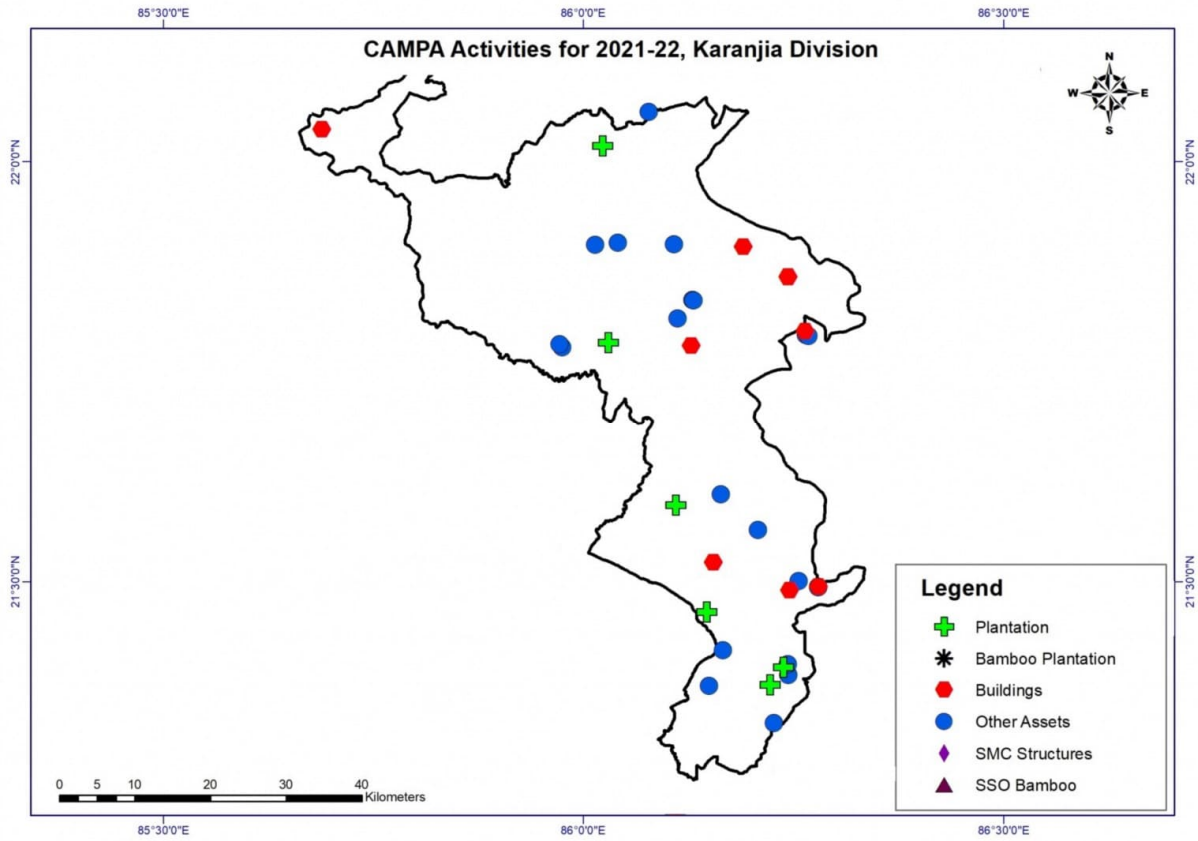 85°30'0"E 86°0'0"E 86°30'0"E
CAMPA Activities for 2021-22, Karanjia Division
N
W E
S
22°0'0"N 22°0'0"N
21°30'0"N 21°30'0"N
Legend
Plantation
Bamboo Plantation
Buildings
Other Assets
SMC Structures
SSO Bamboo
0 5 10 20 30 40
Kilometers
85°30'0"E 86°0'0"E 86°30'0"E